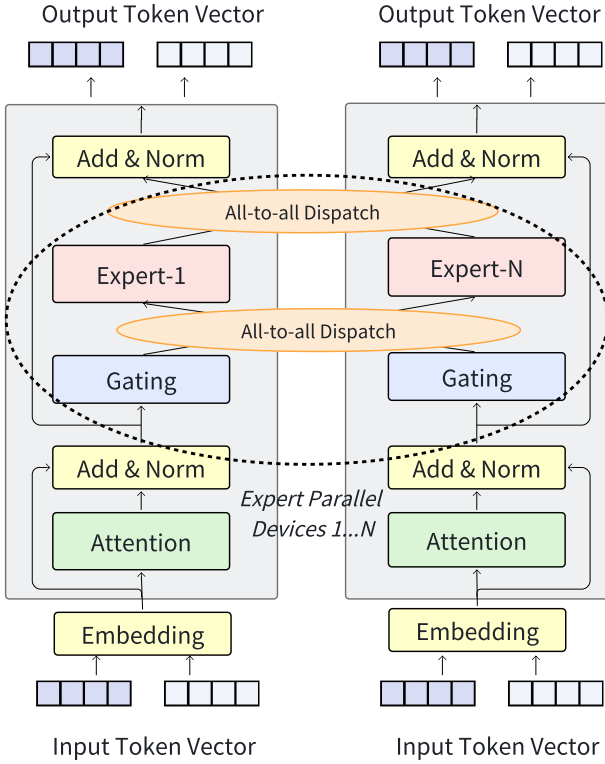 Output Token Vector
Output Token Vector
Add & Norm
Add & Norm
All-to-all Dispatch
Expert-1
Expert-N
All-to-all Dispatch
Gating
Gating
Add & Norm
Add & Norm
Expert Parallel
Devices 1...N
Attention
Attention
Embedding
Embedding
Input Token Vector
Input Token Vector